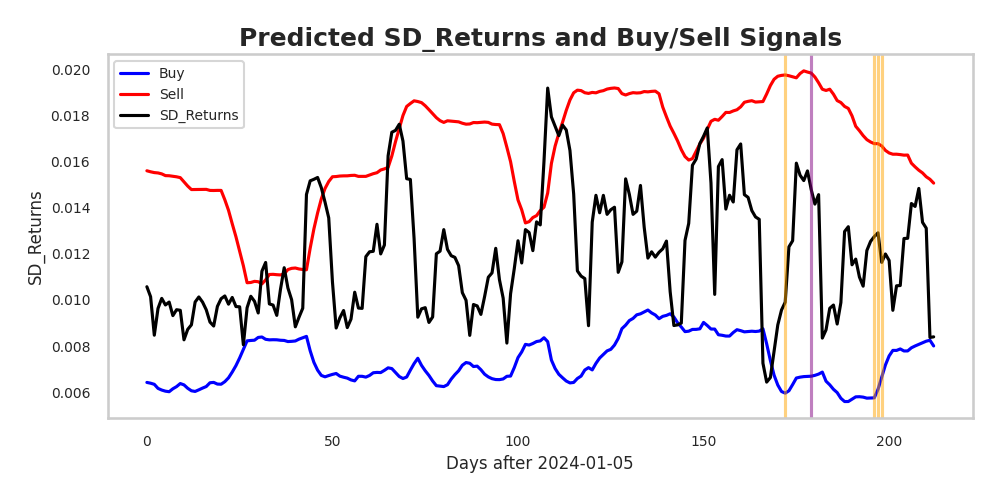 Predicted SD_Returns and Buy/Sell Signals
Buy
Sell
SD_Returns
SD_Returns
0.020
0.018
0.016
0.014
0.012
0.010
0.008
0.006
0
50
100
150
200
Days after 2024-01-05